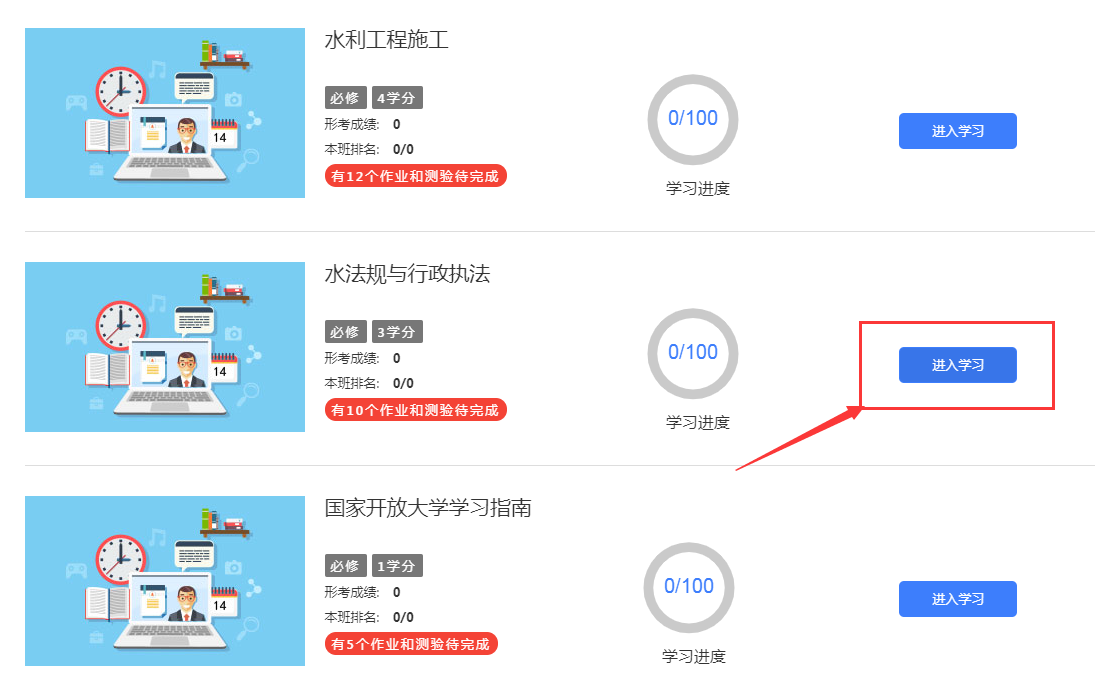 水利工程施工
必修 4学分
形考成绩: 0
本班排名: 0/0
有12个作业和测验待完成
0/100
学习进度
进入学习
14
水法规与行政执法
必修 3学分
形考成绩: 0
本班排名: 0/0
有10个作业和测验待完成
0/100
学习进度
进入学习
14
国家开放大学学习指南
必修 1学分
形考成绩: 0
本班排名: 0/0
有5个作业和测验待完成
0/100
学习进度
进入学习
14